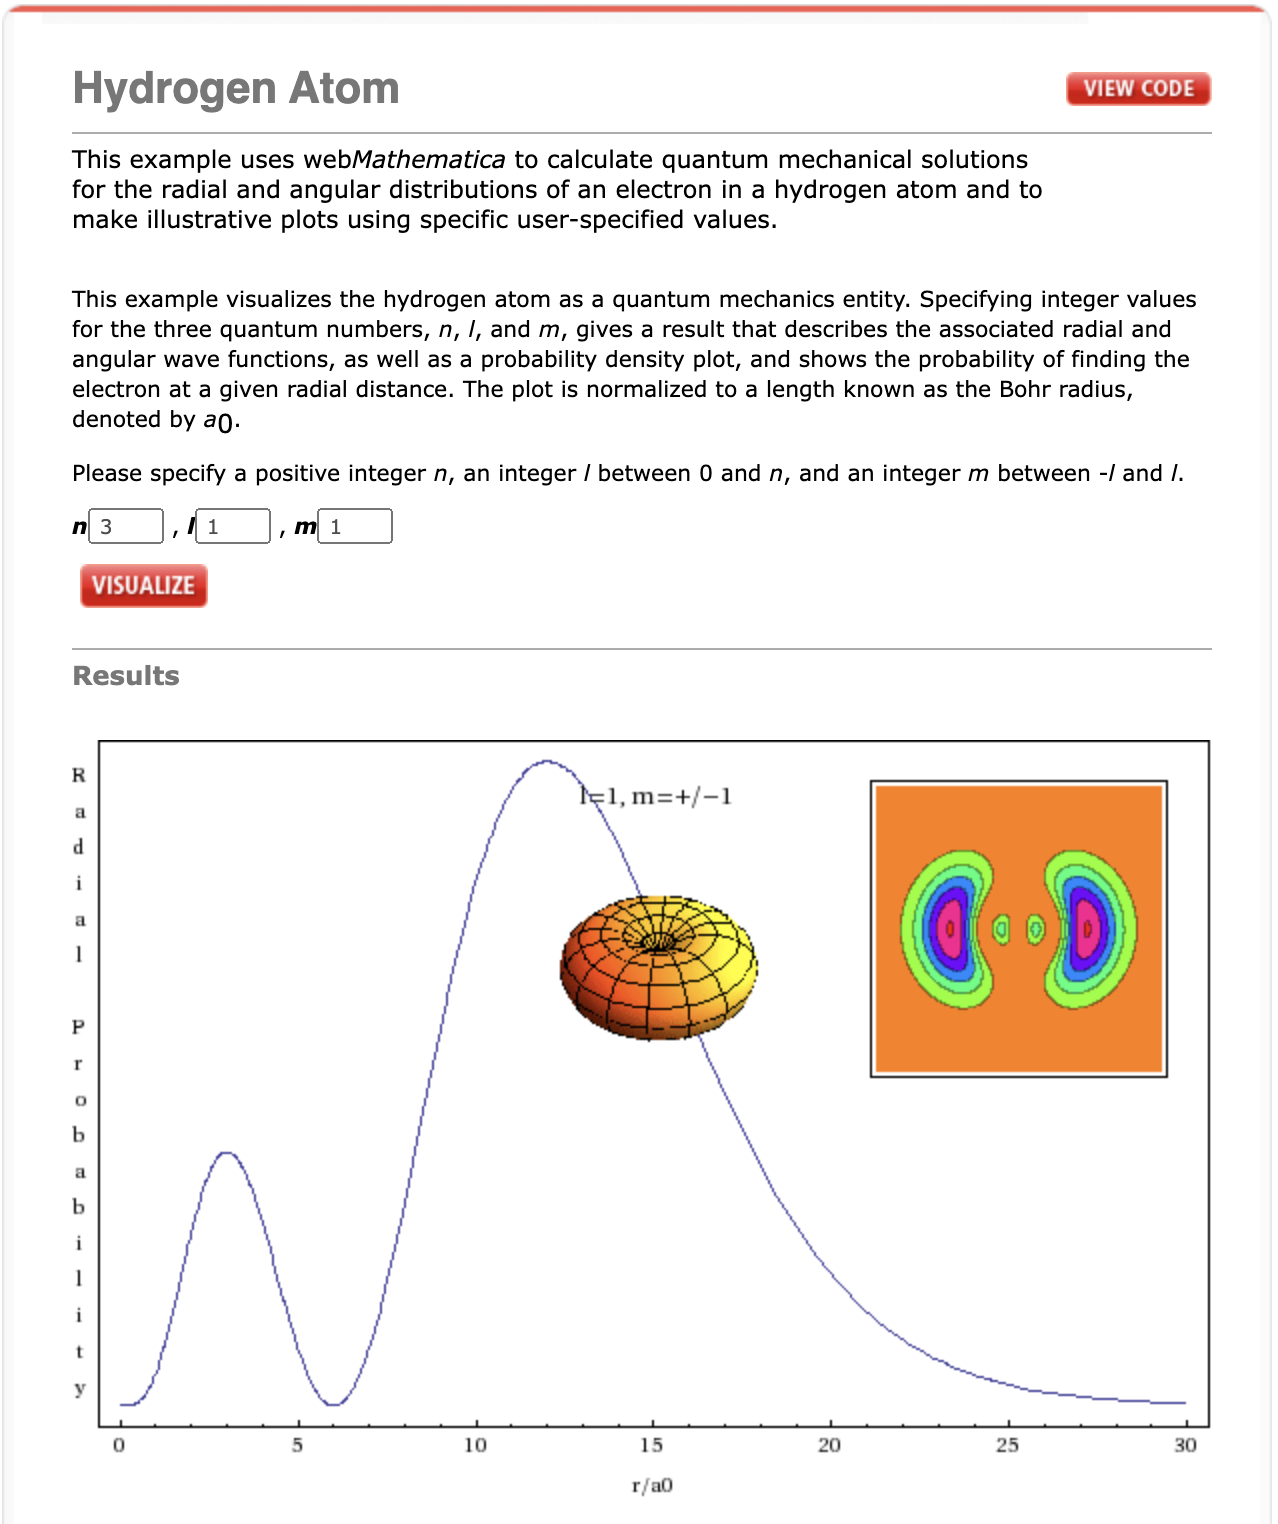 Hydrogen Atom
VIEW CODE
This example uses webMathematica to calculate quantum mechanical solutions
for the radial and angular distributions of an electron in a hydrogen atom and to
make illustrative plots using specific user-specified values.
This example visualizes the hydrogen atom as a quantum mechanics entity. Specifying integer values
for the three quantum numbers, n, l, and m, gives a result that describes the associated radial and
angular wave functions, as well as a probability density plot, and shows the probability of finding the
electron at a given radial distance. The plot is normalized to a length known as the Bohr radius,
denoted by a0.
Please specify a positive integer n, an integer l between 0 and n, and an integer m between -l and l.
n 3 , l 1 , m 1
VISUALIZE
Results
Radial Probability
l=1, m=+/−1
0 5 10 15 20 25 30
r/a0